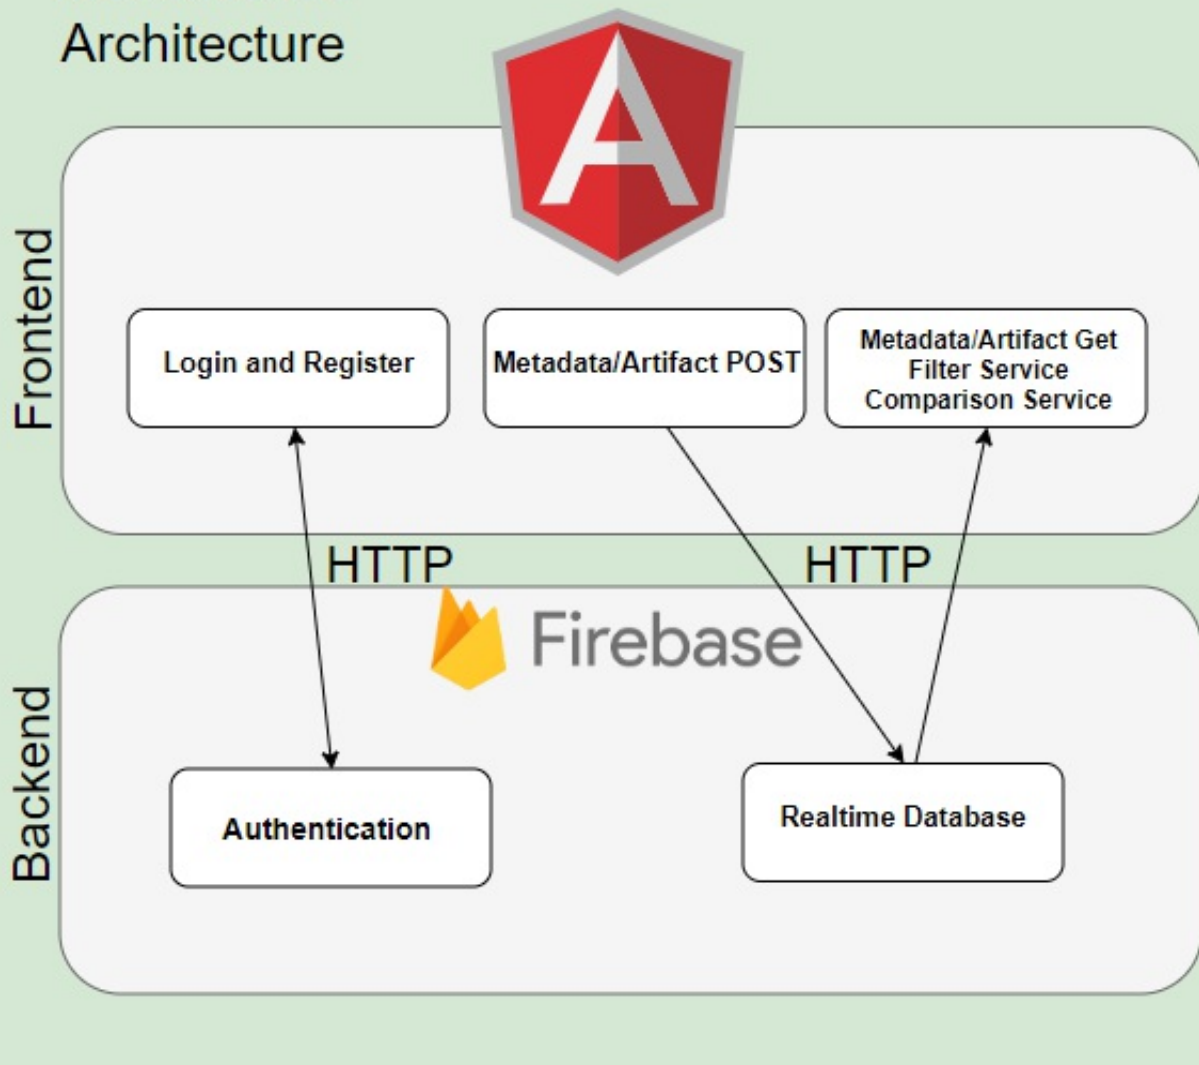 Architecture
Frontend
Login and Register
Metadata/Artifact POST
Metadata/Artifact Get
Filter Service
Comparison Service
HTTP
HTTP
Firebase
Backend
Authentication
Realtime Database